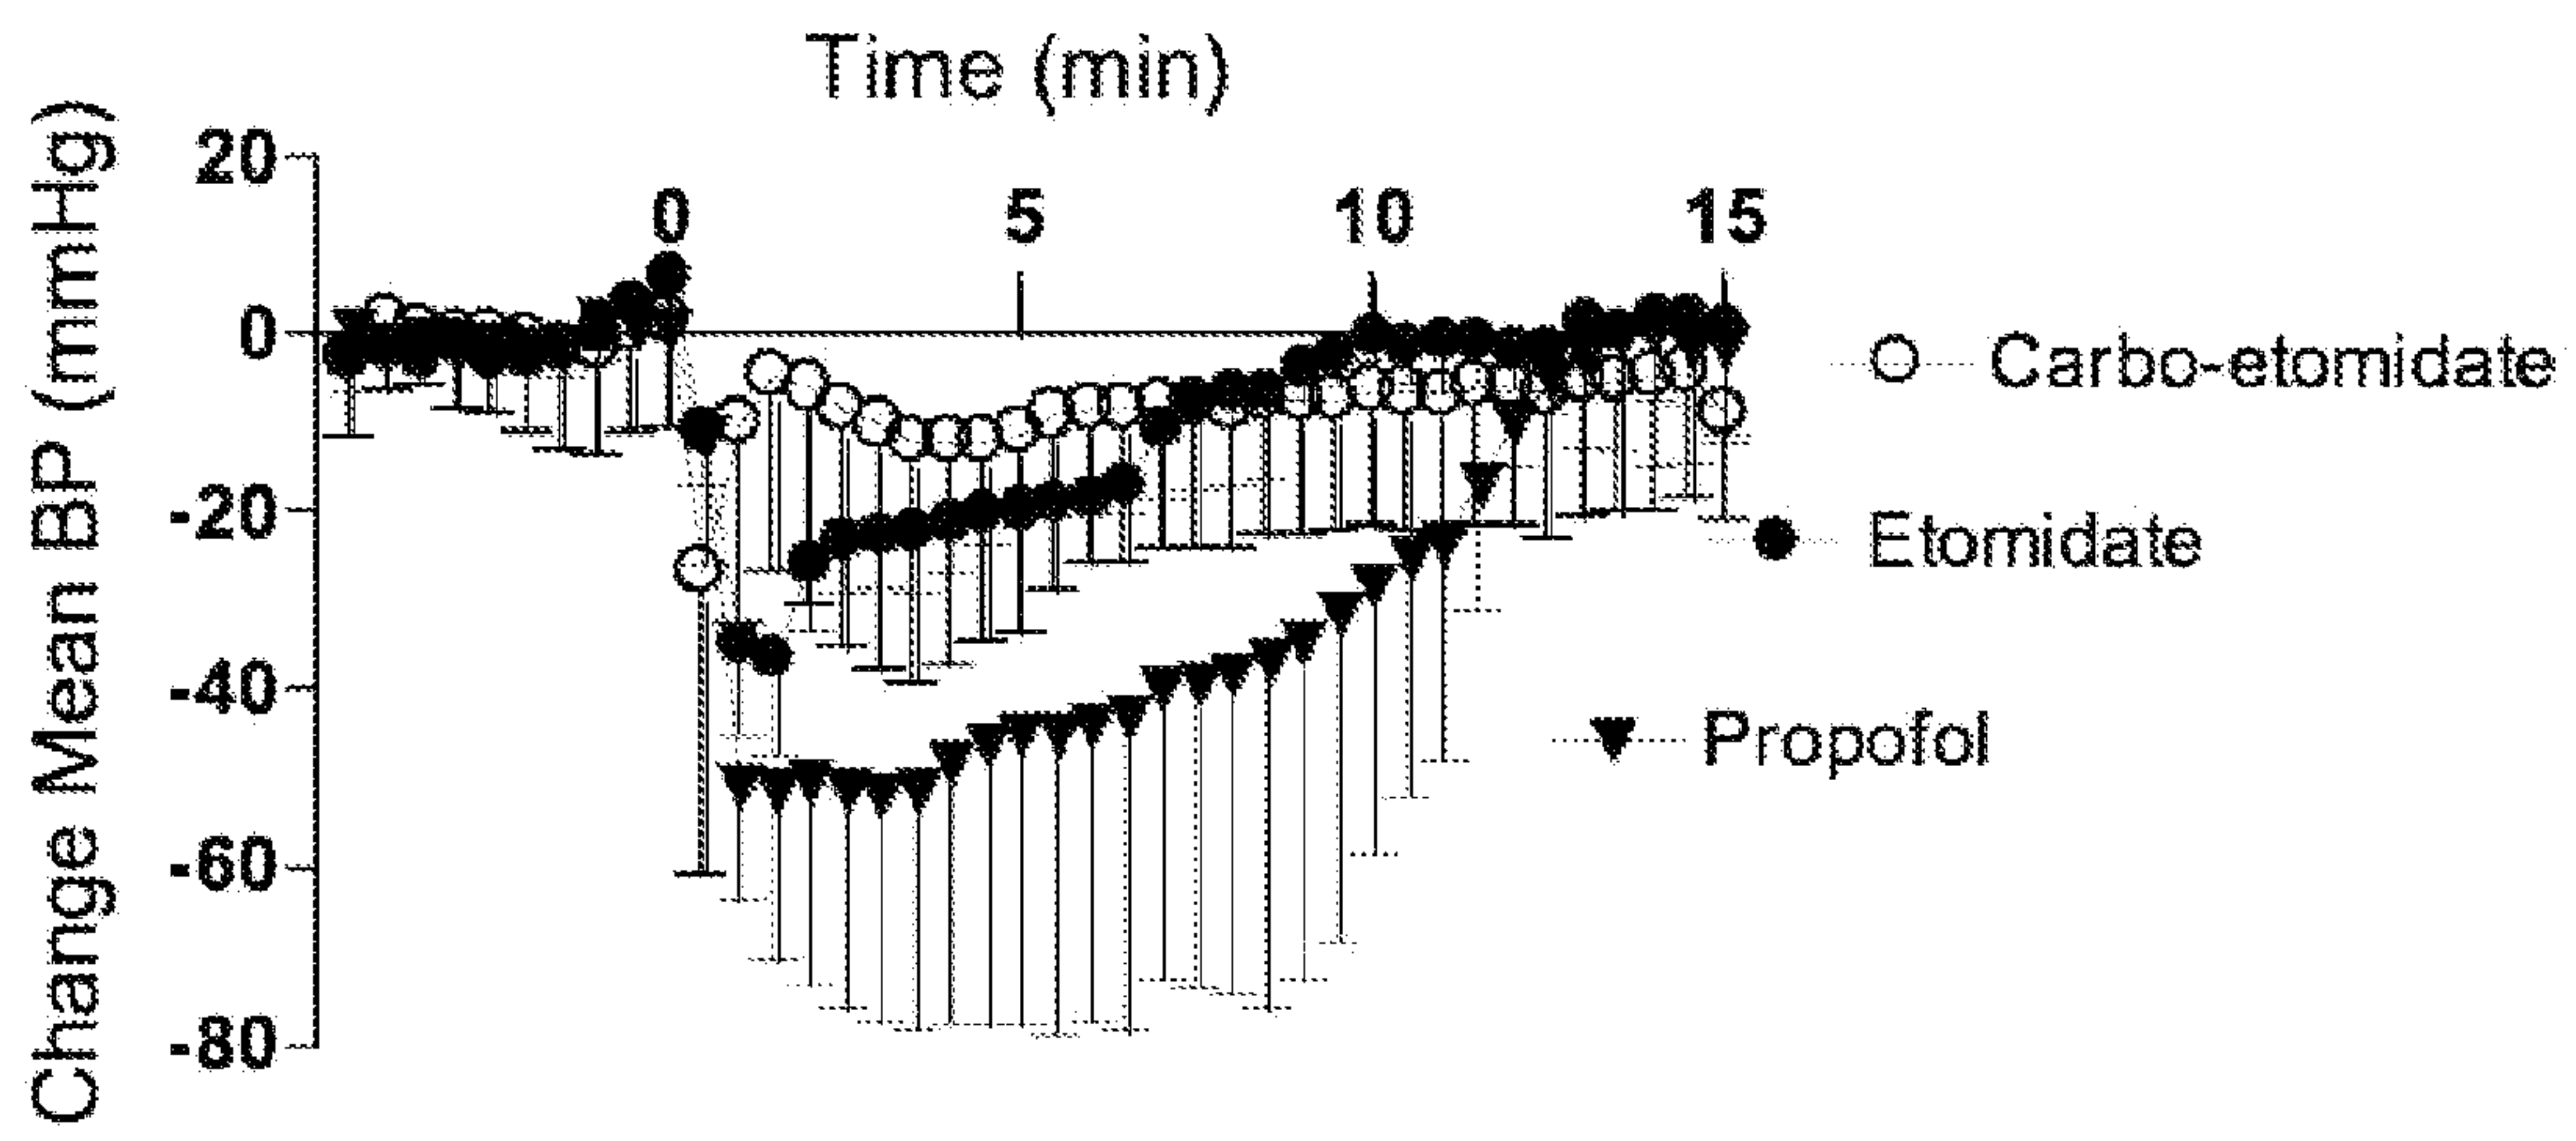 Time (min)
Change Mean BP (mmHg)
20
0
-20
-40
-60
-80
0 5 10 15
Carbo-etomidate
Etomidate
Propofol